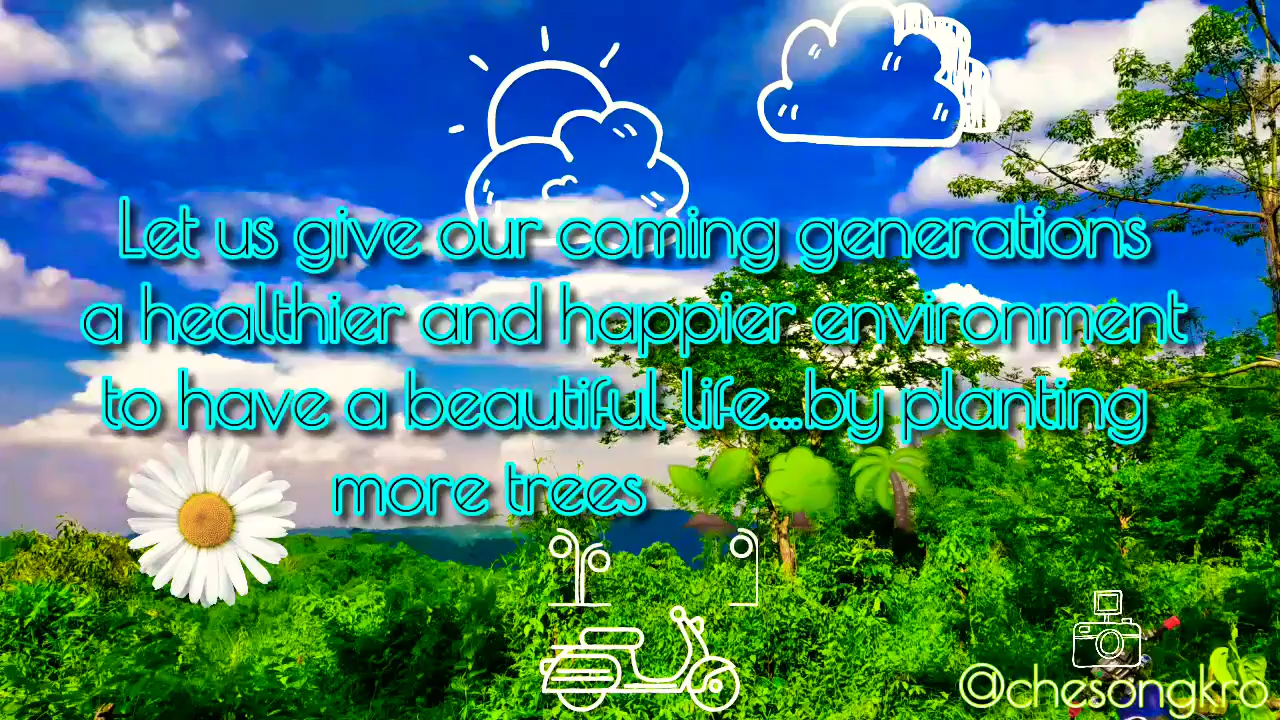 Let us give our coming generations
a healthier and happier environment
to have a beautiful life...by planting
more trees 🌱🌳🌴
@chesongkro